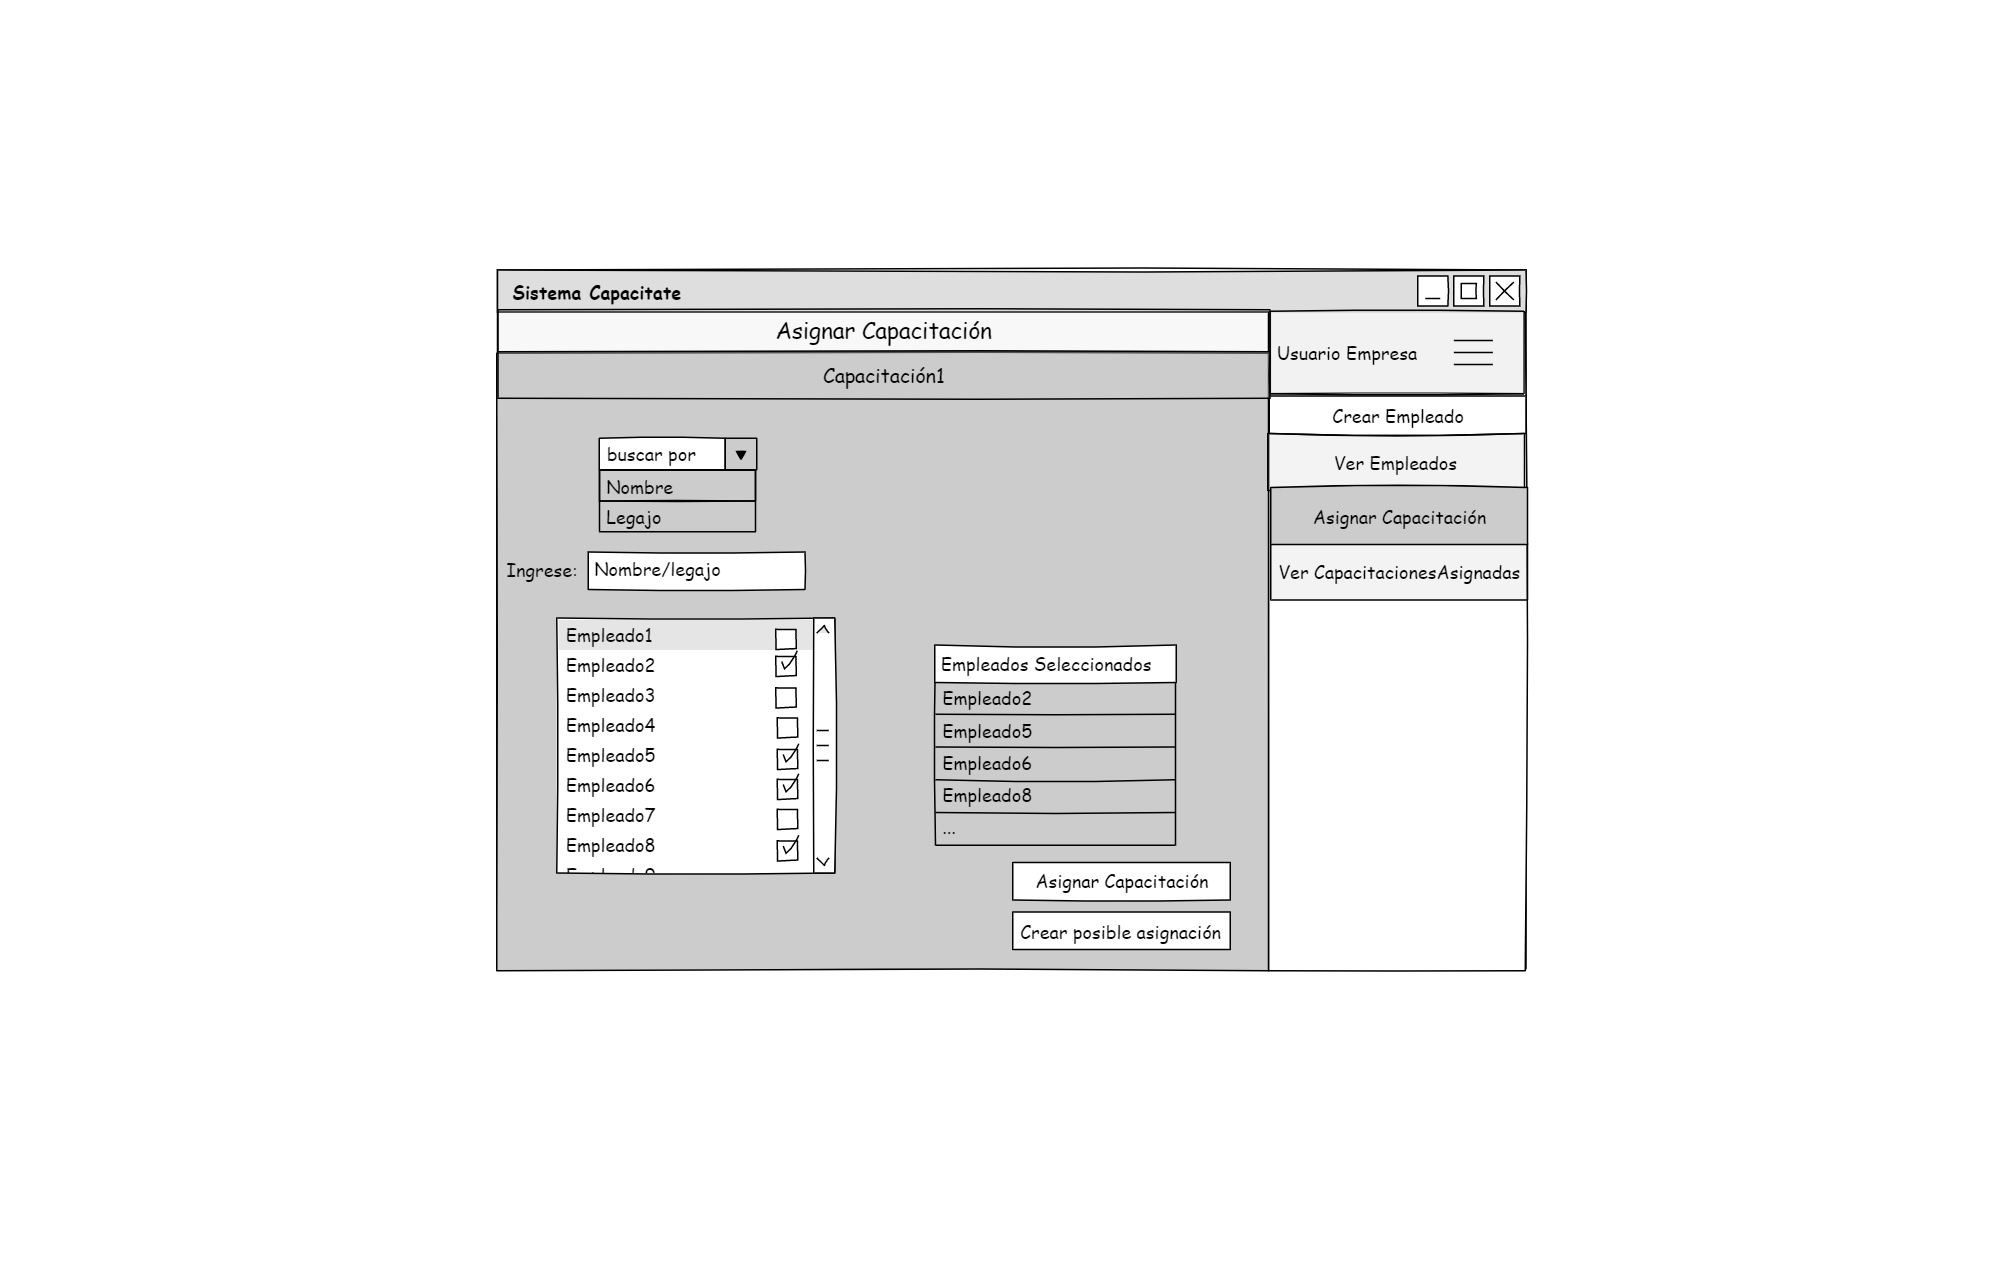 Sistema Capacitate
Asignar Capacitación
Capacitación1
buscar por
Nombre
Legajo
Ingrese: Nombre/legajo
Empleado1
Empleado2
Empleado3
Empleado4
Empleado5
Empleado6
Empleado7
Empleado8
Empleados Seleccionados
Empleado2
Empleado5
Empleado6
Empleado8
...
Asignar Capacitación
Crear posible asignación
Usuario Empresa
Crear Empleado
Ver Empleados
Asignar Capacitación
Ver CapacitacionesAsignadas